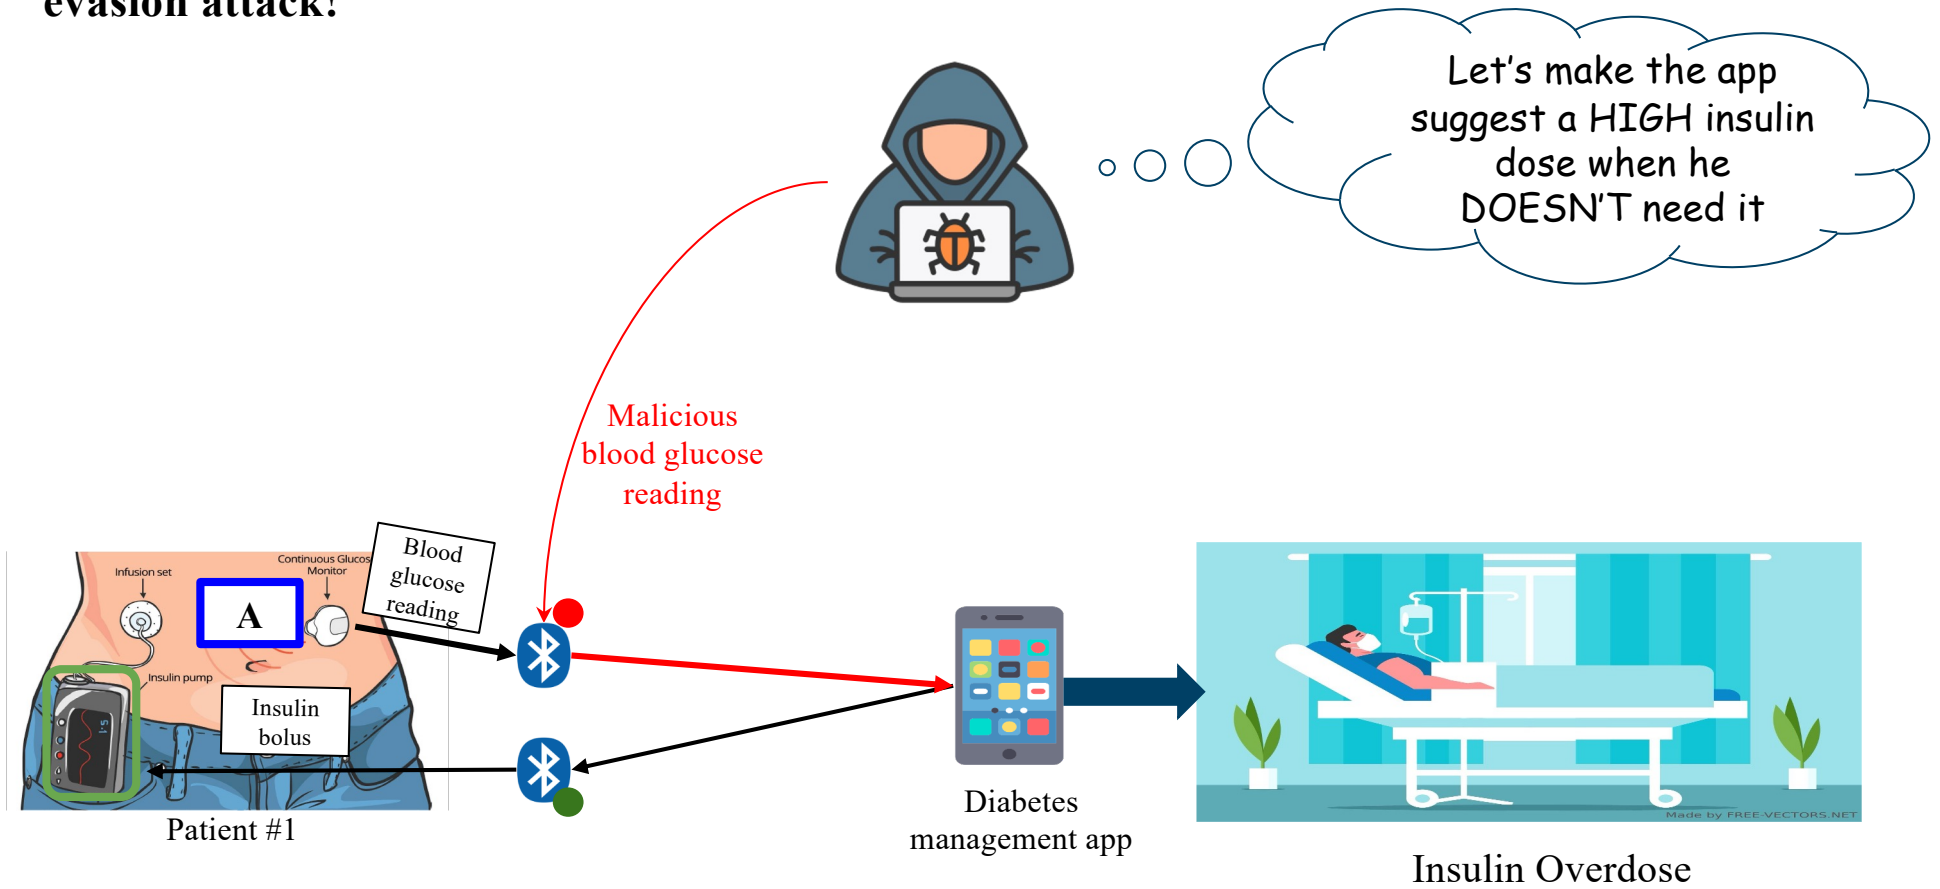 evasion attack!
Let's make the app
suggest a HIGH insulin
dose when he
DOESN'T need it
Malicious
blood glucose
reading
Blood
glucose
reading
Continuous Glucos
Monitor
Infusion set
A
Insulin pump
Insulin
bolus
Patient #1
Diabetes
management app
Made by FREE-VECTORS.NET
Insulin Overdose